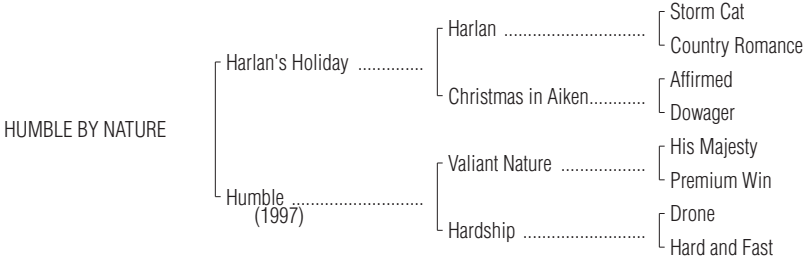 Storm Cat
Harlan ..............................
Country Romance
Harlan's Holiday ..............
Affirmed
Christmas in Aiken............
Dowager
HUMBLE BY NATURE
His Majesty
Valiant Nature ..................
Premium Win
Humble ............................
(1997)
Drone
Hardship ..........................
Hard and Fast